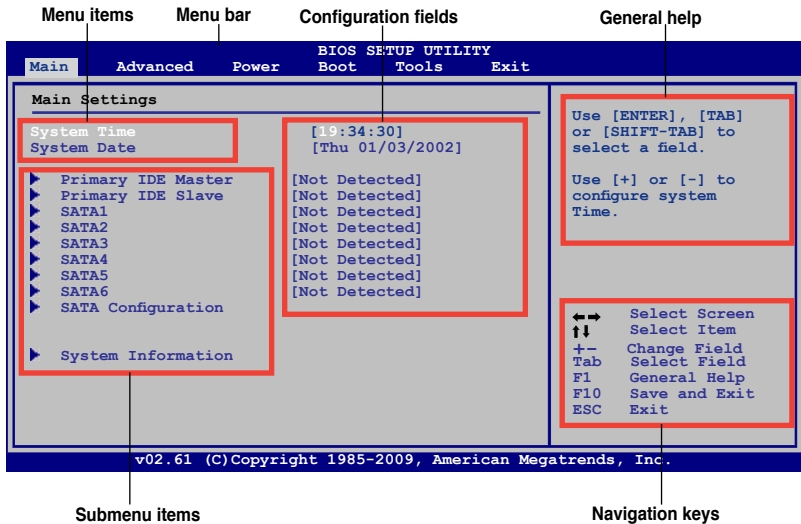 Menu items Menu bar Configuration fields General help
BIOS SETUP UTILITY
Main Advanced Power Boot Tools Exit
Main Settings
System Time [19:34:30]
System Date [Thu 01/03/2002]
Primary IDE Master [Not Detected]
Primary IDE Slave [Not Detected]
SATA1 [Not Detected]
SATA2 [Not Detected]
SATA3 [Not Detected]
SATA4 [Not Detected]
SATA5 [Not Detected]
SATA6 [Not Detected]
SATA Configuration
System Information
Use [ENTER], [TAB]
or [SHIFT-TAB] to
select a field.
Use [+] or [-] to
configure system
Time.
←→ Select Screen
↑↓ Select Item
+- Change Field
Tab Select Field
F1 General Help
F10 Save and Exit
ESC Exit
v02.61 (C)Copyright 1985-2009, American Megatrends, Inc.
Submenu items Navigation keys